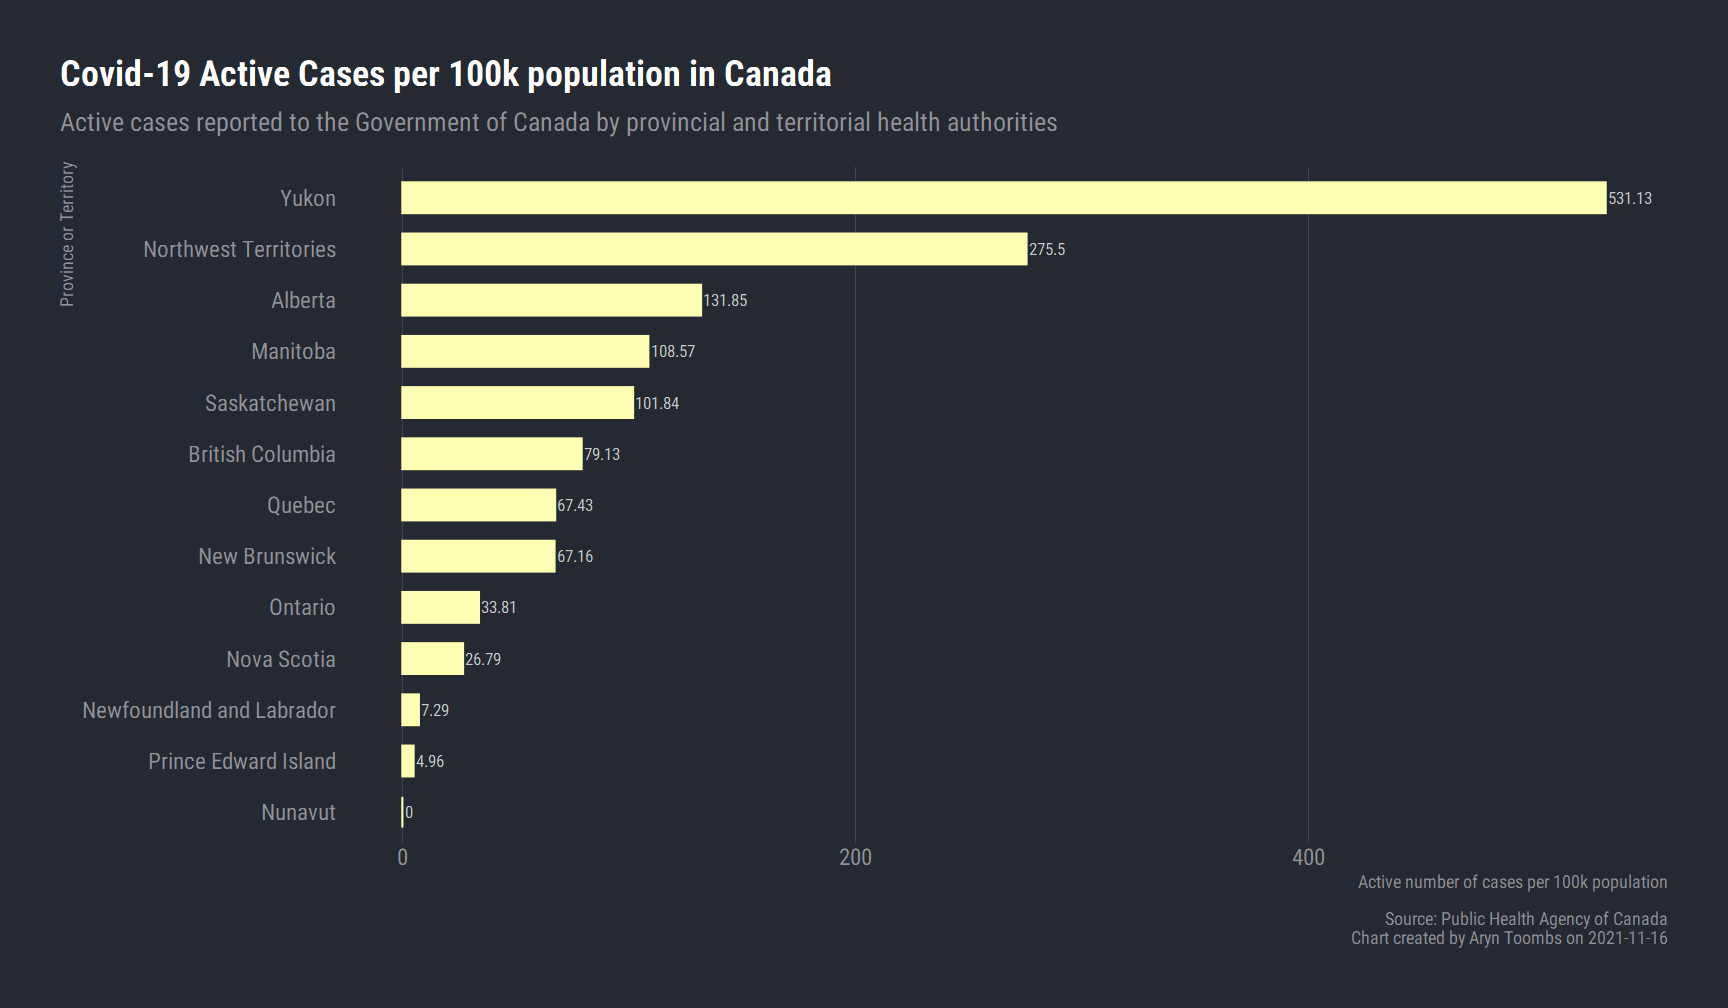 Covid-19 Active Cases per 100k population in Canada
Active cases reported to the Government of Canada by provincial and territorial health authorities
Province or Territory
Yukon 531.13
Northwest Territories 275.5
Alberta 131.85
Manitoba 108.57
Saskatchewan 101.84
British Columbia 79.13
Quebec 67.43
New Brunswick 67.16
Ontario 33.81
Nova Scotia 26.79
Newfoundland and Labrador 7.29
Prince Edward Island 4.96
Nunavut 0
0 200 400
Active number of cases per 100k population
Source: Public Health Agency of Canada
Chart created by Aryn Toombs on 2021-11-16